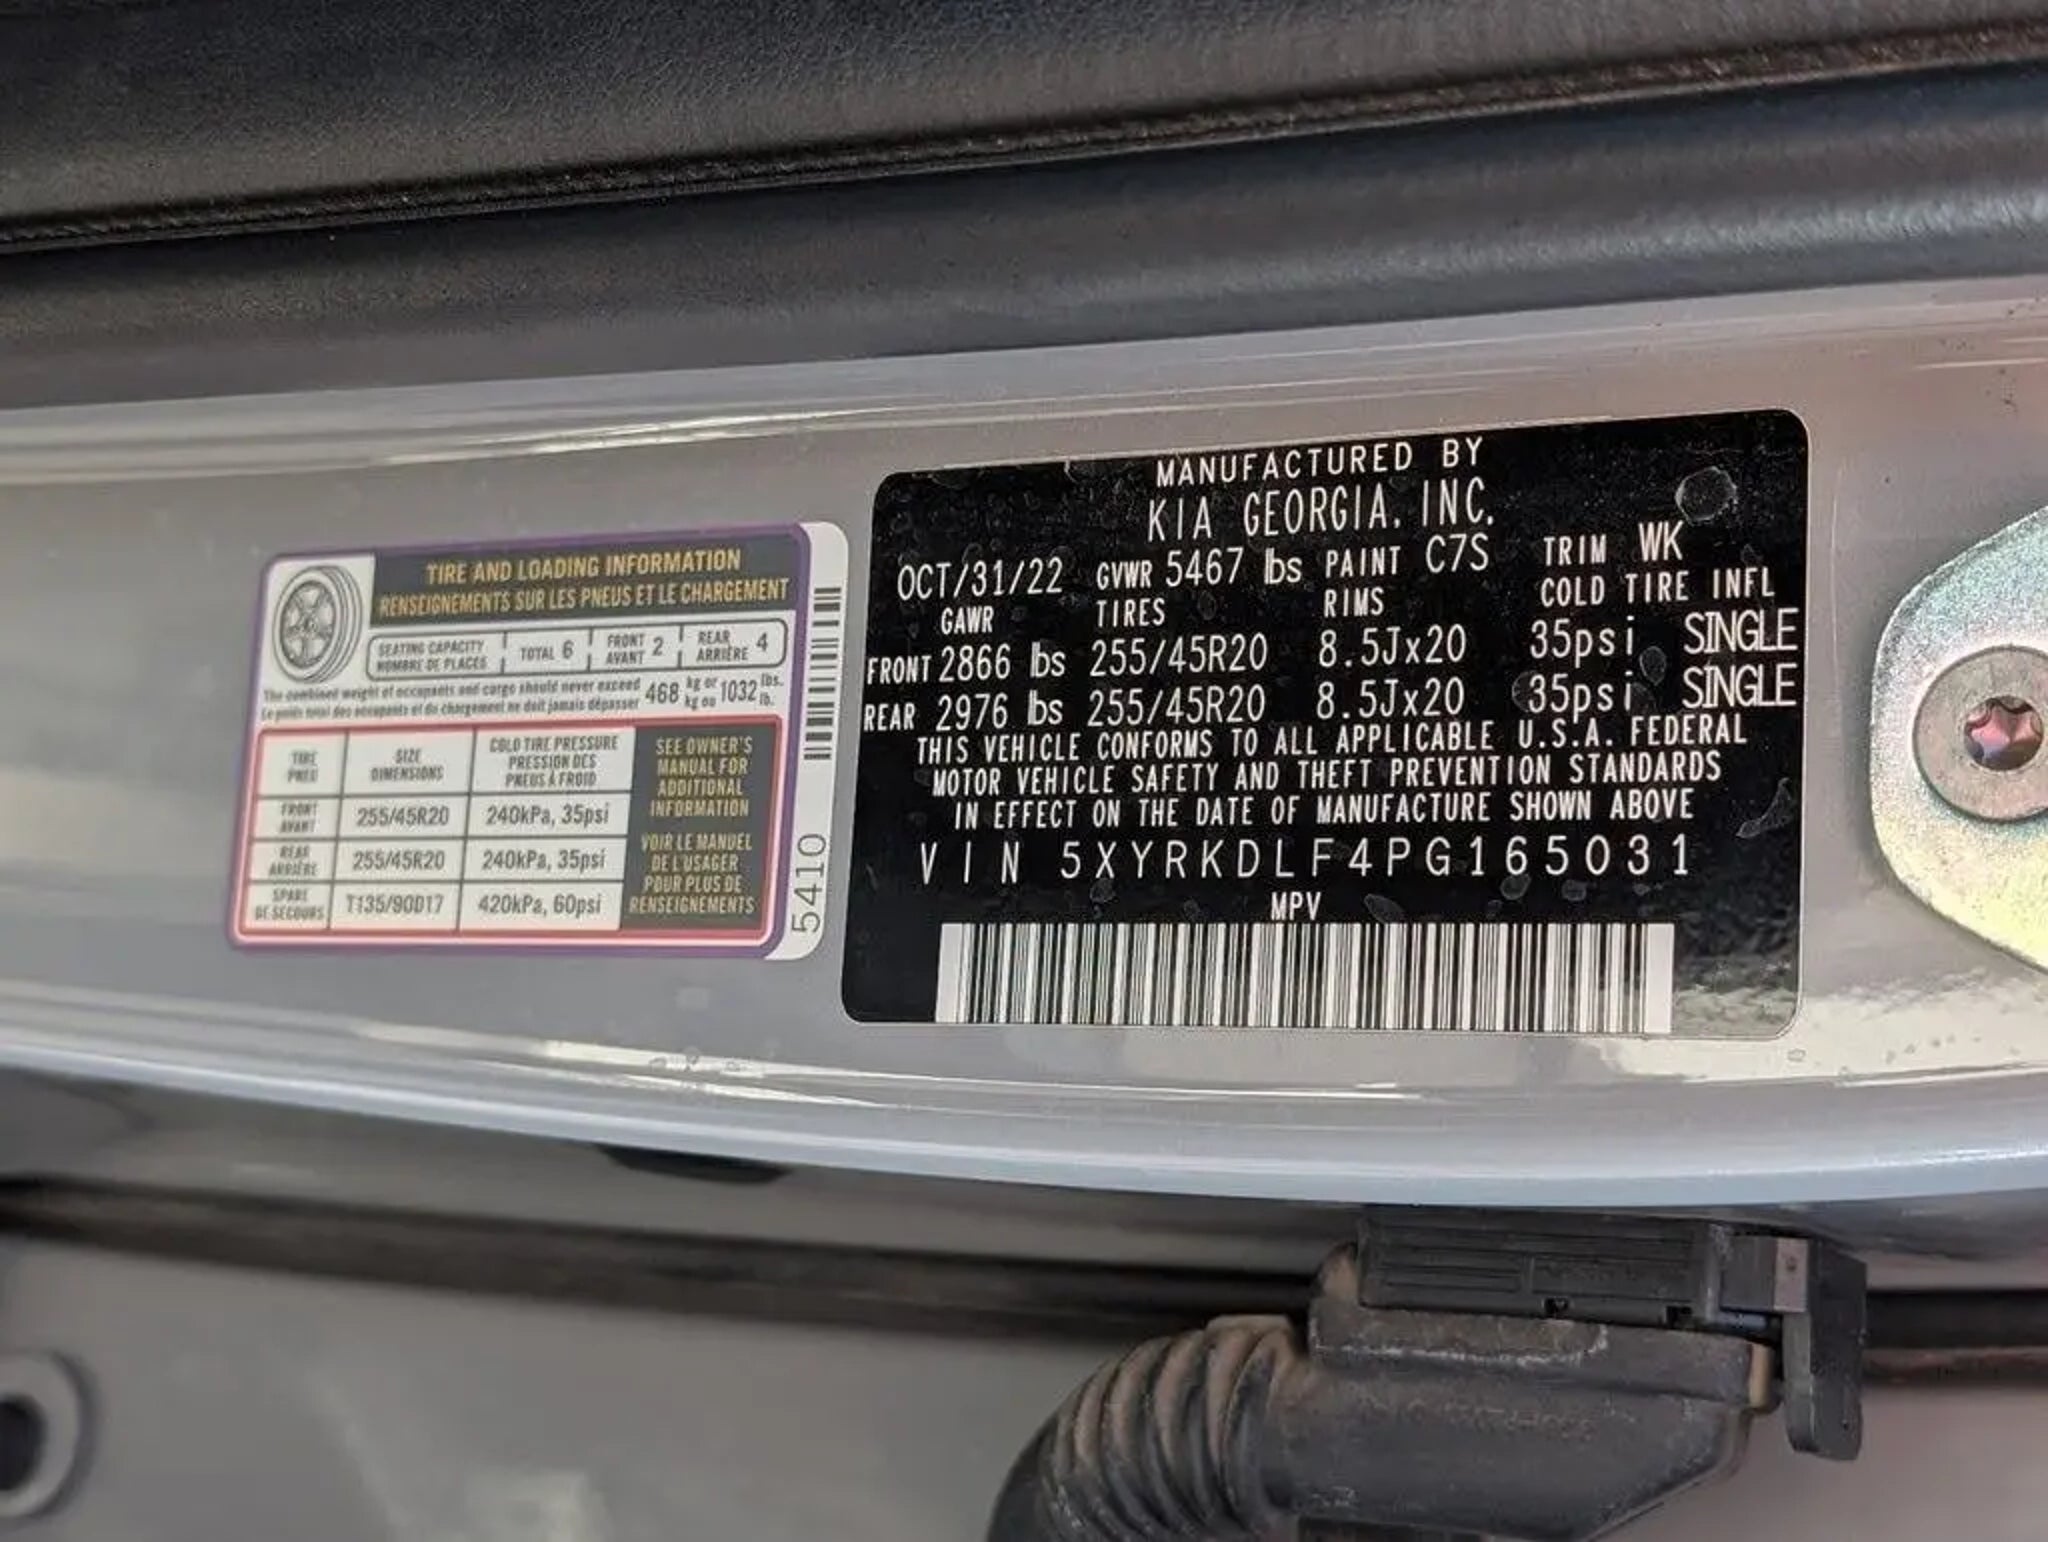 TIRE AND LOADING INFORMATION
RENSEIGNEMENTS SUR LES PNEUS ET LE CHARGEMENT
SEATING CAPACITY
NOMBRE DE PLACES
TOTAL 6
FRONT
AVANT 2
REAR
ARRIÈRE 4
The combined weight of occupants and cargo should never exceed 468 kg or 1032 lbs.
Le poids total des occupants et du chargement ne doit jamais dépasser kg ou lb.
TIRE
PNEU
SIZE
DIMENSIONS
COLD TIRE PRESSURE
PRESSION DES
PNEUS À FROID
FRONT
AVANT
255/45R20
240kPa, 35psi
REAR
ARRIÈRE
255/45R20
240kPa, 35psi
SPARE
DE SECOURS
T135/90D17
420kPa, 60psi
SEE OWNER'S
MANUAL FOR
ADDITIONAL
INFORMATION
VOIR LE MANUEL
DE L'USAGER
POUR PLUS DE
RENSEIGNEMENTS
5410
MANUFACTURED BY
KIA GEORGIA, INC.
OCT/31/22 GVWR 5467 lbs PAINT C7S TRIM WK
GAWR TIRES RIMS COLD TIRE INFL
FRONT 2866 lbs 255/45R20 8.5Jx20 35psi SINGLE
REAR 2976 lbs 255/45R20 8.5Jx20 35psi SINGLE
THIS VEHICLE CONFORMS TO ALL APPLICABLE U.S.A. FEDERAL
MOTOR VEHICLE SAFETY AND THEFT PREVENTION STANDARDS
IN EFFECT ON THE DATE OF MANUFACTURE SHOWN ABOVE
VIN 5XYRKDLF4PG165031
MPV